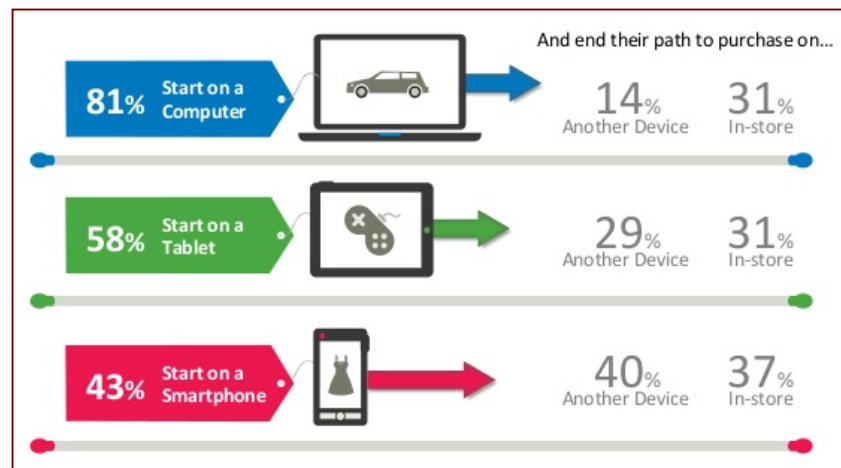 And end their path to purchase on...
81% Start on a
Computer
14%
Another Device
31%
In-store
58% Start on a
Tablet
29%
Another Device
31%
In-store
43% Start on a
Smartphone
40%
Another Device
37%
In-store